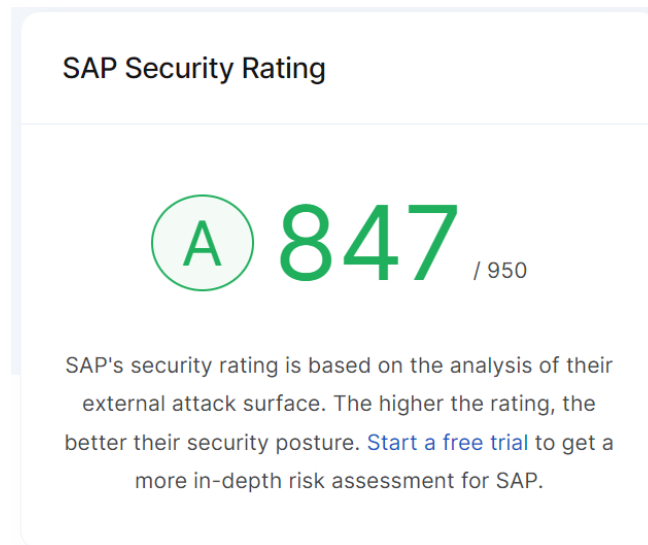 SAP Security Rating
A 847 / 950
SAP's security rating is based on the analysis of their
external attack surface. The higher the rating, the
better their security posture. Start a free trial to get a
more in-depth risk assessment for SAP.